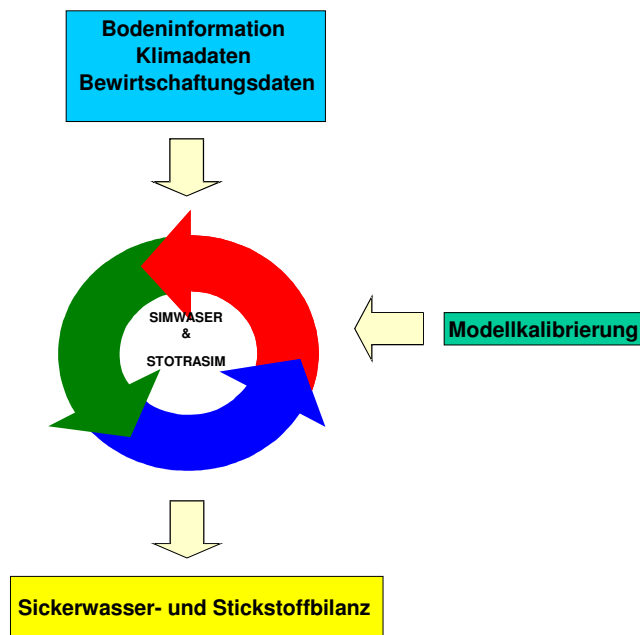 Bodeninformation
Klimadaten
Bewirtschaftungsdaten
SIMWASER
&
STOTRASIM
Modellkalibrierung
Sickerwasser- und Stickstoffbilanz